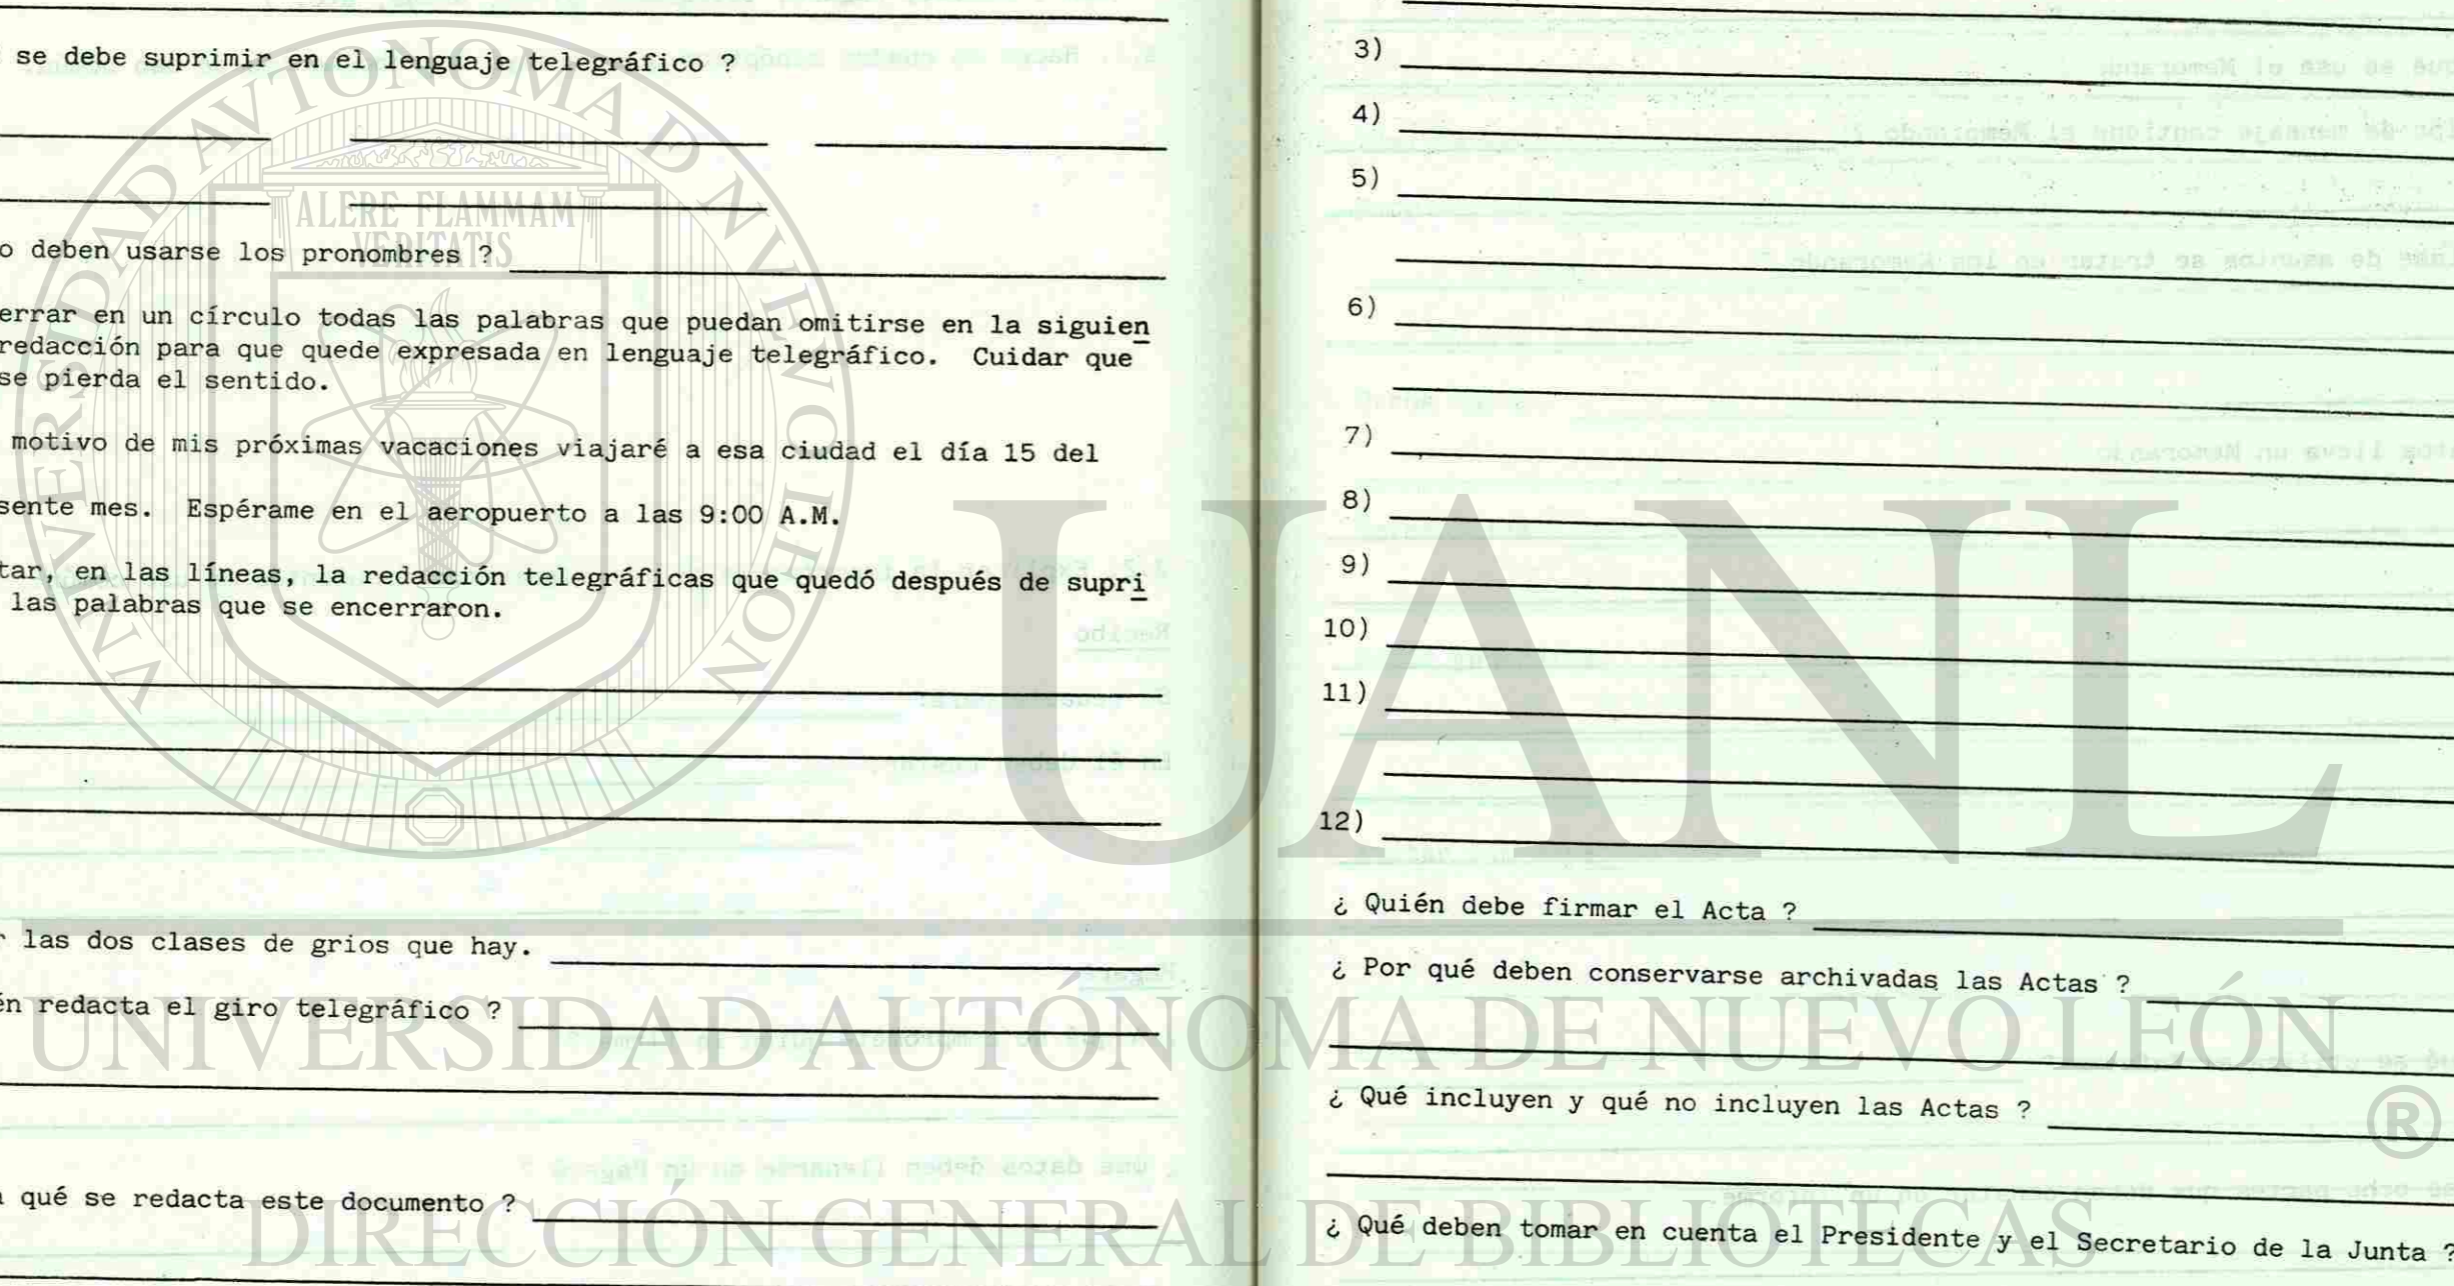 se debe suprimir en el lenguaje telegráfico ?
o deben usarse los pronombres ?
errar en un círculo todas las palabras que puedan omitirse en la siguien
redacción para que quede expresada en lenguaje telegráfico. Cuidar que
se pierda el sentido.
motivo de mis próximas vacaciones viajaré a esa ciudad el día 15 del
sente mes. Espérame en el aeropuerto a las 9:00 A.M.
tar, en las líneas, la redacción telegráficas que quedó después de supri
las palabras que se encerraron.
r las dos clases de grios que hay.
én redacta el giro telegráfico ?
a qué se redacta este documento ?
3)
4)
5)
6)
7)
8)
9)
10)
11)
12)
¿ Quién debe firmar el Acta ?
¿ Por qué deben conservarse archivadas las Actas ?
¿ Qué incluyen y qué no incluyen las Actas ?
¿ Qué deben tomar en cuenta el Presidente y el Secretario de la Junta ?
UNIVERSIDAD AUTONOMA D NUEVO LEON
ALERE FLAMMAM
VERITATIS
UANL
UNIVERSIDAD AUTÓNOMA DE NUEVO LEÓN
®
DIRECCIÓN GENERAL DE BIBLIOTECAS